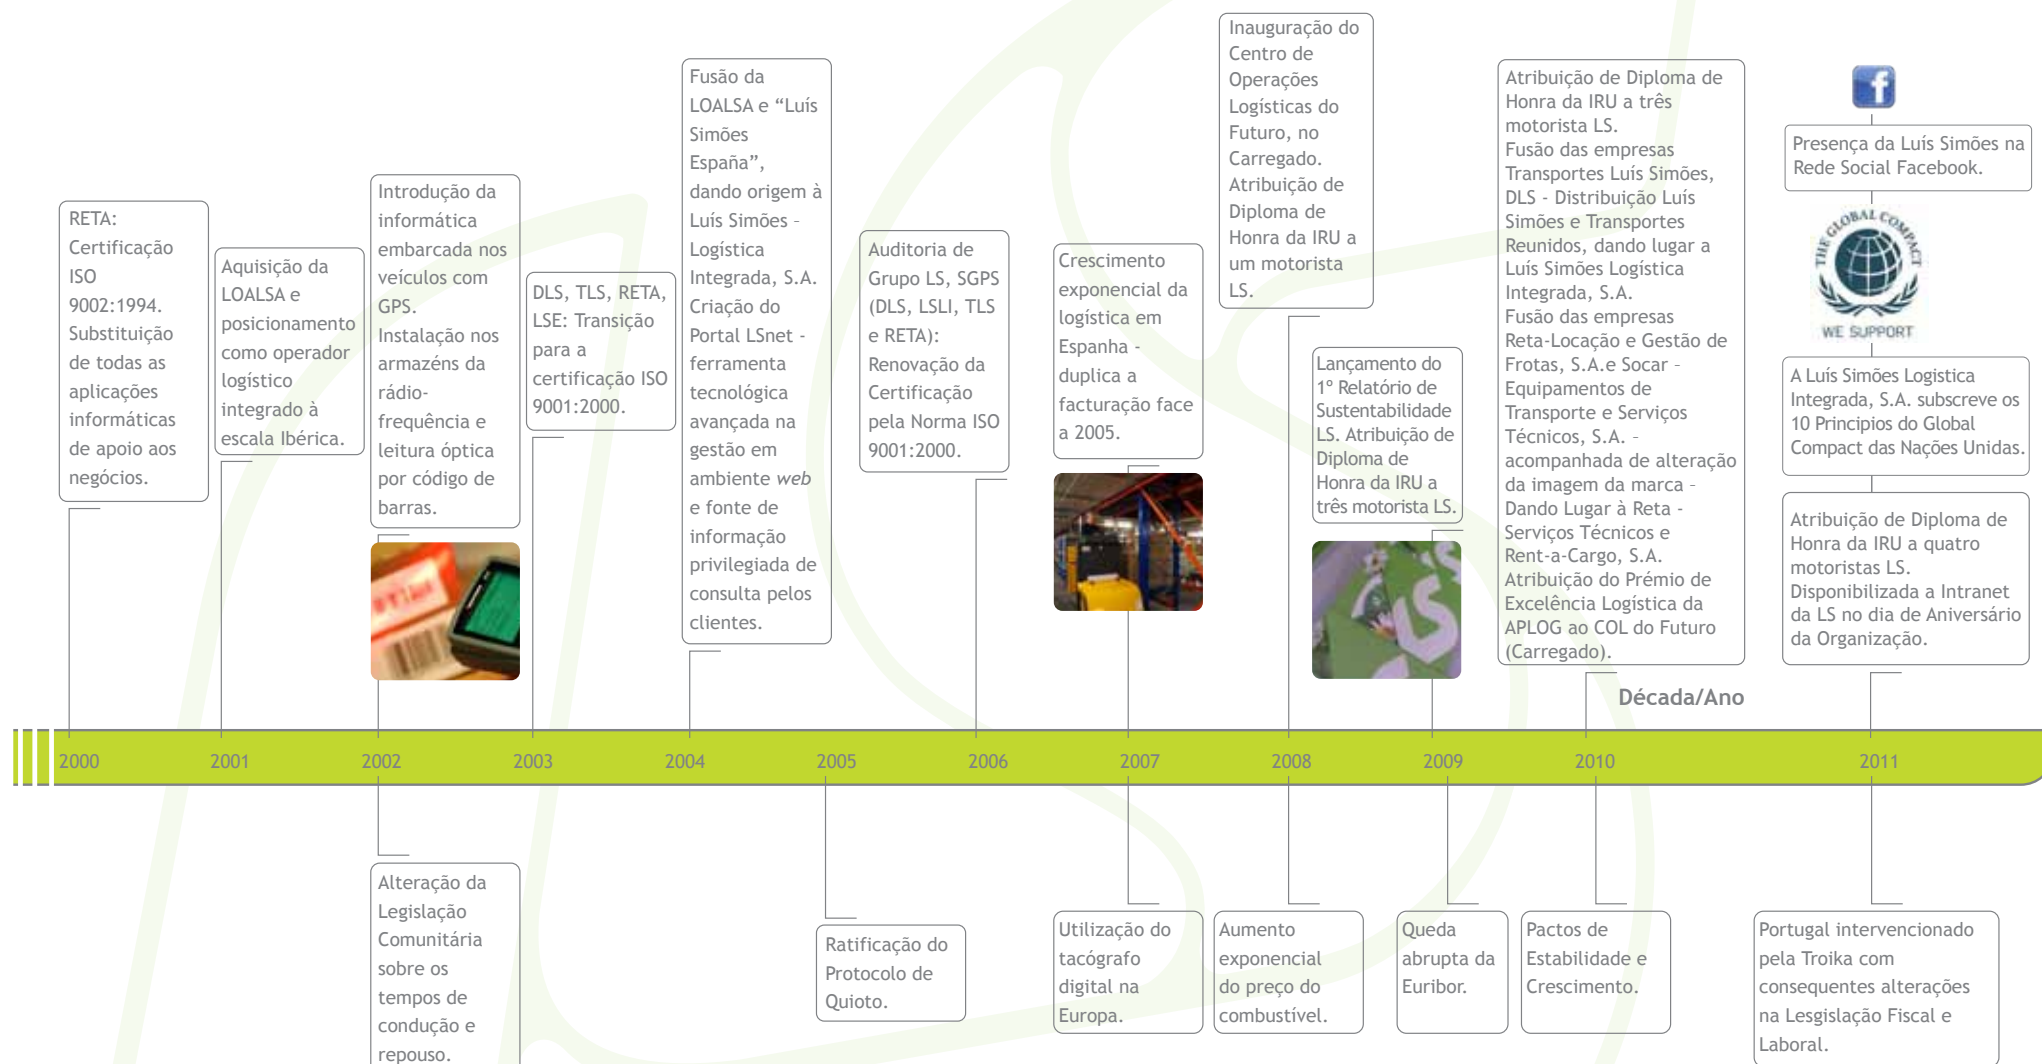 RETA:
Certificação
ISO
9002:1994.
Substituição
de todas as
aplicações
informáticas
de apoio aos
negócios.
Aquisição da
LOALSA e
posicionamento
como operador
logístico
integrado à
escala Ibérica.
Introdução da
informática
embarcada nos
veículos com
GPS.
Instalação nos
armazéns da
rádio-
frequência e
leitura óptica
por código de
barras.
DLS, TLS, RETA,
LSE: Transição
para a
certificação ISO
9001:2000.
Fusão da
LOALSA e “Luís
Simões
España”,
dando origem à
Luís Simões –
Logística
Integrada, S.A.
Criação do
Portal LSnet -
ferramenta
tecnológica
avançada na
gestão em
ambiente web
e fonte de
informação
privilegiada de
consulta pelos
clientes.
Auditoria de
Grupo LS, SGPS
(DLS, LSLI, TLS
e RETA):
Renovação da
Certificação
pela Norma ISO
9001:2000.
Crescimento
exponencial da
logística em
Espanha -
duplica a
facturação face
a 2005.
Inauguração do
Centro de
Operações
Logísticas do
Futuro, no
Carregado.
Atribuição de
Diploma de
Honra da IRU a
um motorista
LS.
Lançamento do
1º Relatório de
Sustentabilidade
LS. Atribuição de
Diploma de
Honra da IRU a
três motorista LS.
LS
Atribuição de Diploma de
Honra da IRU a três
motorista LS.
Fusão das empresas
Transportes Luís Simões,
DLS - Distribuição Luís
Simões e Transportes
Reunidos, dando lugar a
Luís Simões Logística
Integrada, S.A.
Fusão das empresas
Reta-Locação e Gestão de
Frotas, S.A.e Socar –
Equipamentos de
Transporte e Serviços
Técnicos, S.A. –
acompanhada de alteração
da imagem da marca –
Dando Lugar à Reta -
Serviços Técnicos e
Rent-a-Cargo, S.A.
Atribuição do Prémio de
Excelência Logística da
APLOG ao COL do Futuro
(Carregado).
f
Presença da Luís Simões na
Rede Social Facebook.
THE GLOBAL COMPACT
WE SUPPORT
A Luís Simões Logistica
Integrada, S.A. subscreve os
10 Principios do Global
Compact das Nações Unidas.
Atribuição de Diploma de
Honra da IRU a quatro
motoristas LS.
Disponibilizada a Intranet
da LS no dia de Aniversário
da Organização.
Década/Ano
2000 2001 2002 2003 2004 2005 2006 2007 2008 2009 2010 2011
Alteração da
Legislação
Comunitária
sobre os
tempos de
condução e
repouso.
Ratificação do
Protocolo de
Quioto.
Utilização do
tacógrafo
digital na
Europa.
Aumento
exponencial
do preço do
combustível.
Queda
abrupta da
Euribor.
Pactos de
Estabilidade e
Crescimento.
Portugal intervencionado
pela Troika com
consequentes alterações
na Lesgislação Fiscal e
Laboral.